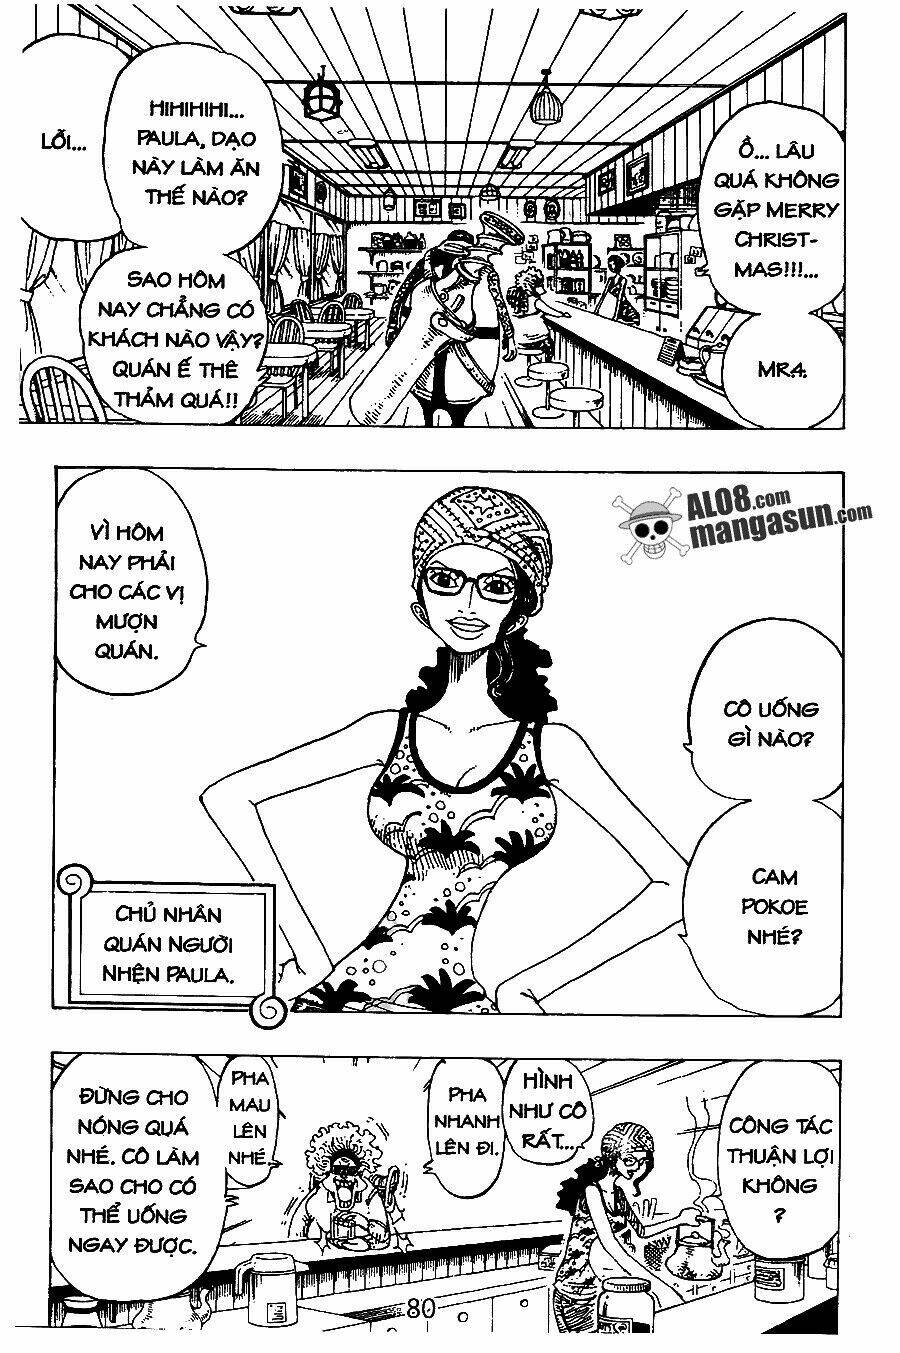 Ồ... LÂU
QUÁ KHÔNG
GẶP MERRY
CHRIST-
MAS!!!...
MR.4.
HIHIHIHI...
PAULA, DẠO
NÀY LÀM ĂN
THẾ NÀO?
SAO HÔM
NAY CHẲNG CÓ
KHÁCH NÀO VẬY?
QUÁN Ế THÊ
THẢM QUÁ!!
LỖI...
ALO8.com
mangasun.com
CÔ UỐNG
GÌ NÀO?
CAM
POKOE
NHÉ?
VÌ HÔM
NAY PHẢI
CHO CÁC VỊ
MƯỢN
QUÁN.
CHỦ NHÂN
QUÁN NGƯỜI
NHỆN PAULA.
CÔNG TÁC
THUẬN LỢI
KHÔNG
?
HÌNH
NHƯ CÔ
RẤT...
PHA
NHANH
LÊN ĐI.
PHA
MAU
LÊN
NHÉ.
ĐỪNG CHO
NÓNG QUÁ
NHÉ. CÔ LÀM
SAO CHO CÓ
THỂ UỐNG
NGAY ĐƯỢC.
80